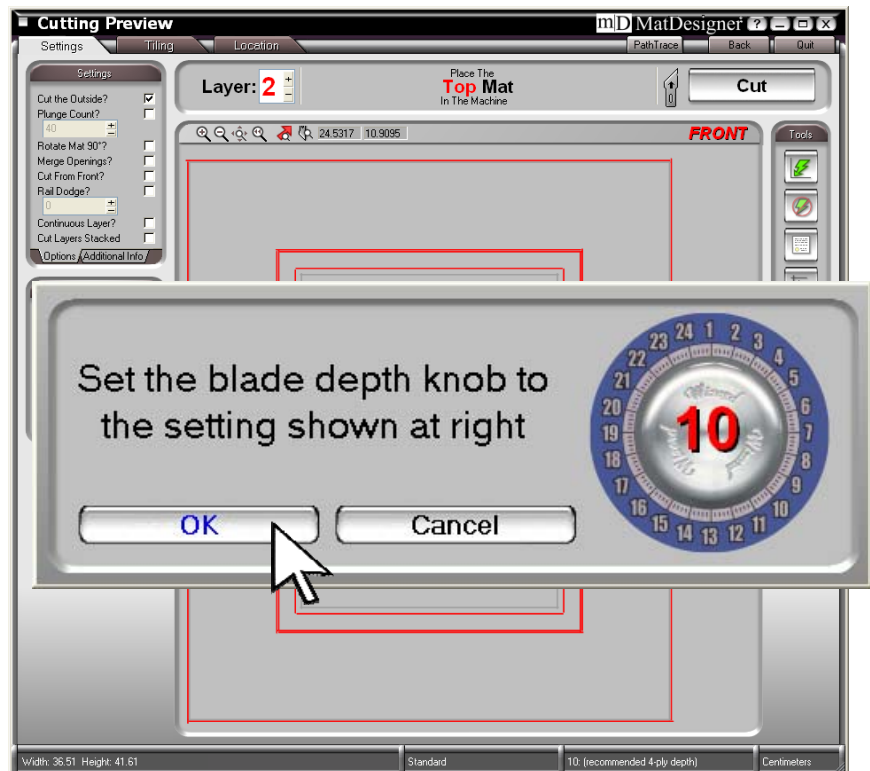 Cutting Preview
mD MatDesigner
Settings Tiling Location PathTrace Back Quit
Settings
Cut the Outside?
Plunge Count?
40
Rotate Mat 90°?
Merge Openings?
Cut From Front?
Rail Dodge?
0
Continuous Layer?
Cut Layers Stacked
Options Additional Info
Layer: 2
Place The
Top Mat
In The Machine
0
Cut
24.5317 10.9095
FRONT
Tools
Set the blade depth knob to
the setting shown at right
OK Cancel
1 2 3 5 6 7 8 9 10 11 12 13 14 15 16 17 18 19 20 21 22 23 24
10
Width: 36.51 Height: 41.61
Standard
10: (recommended 4-ply depth)
Centimeters